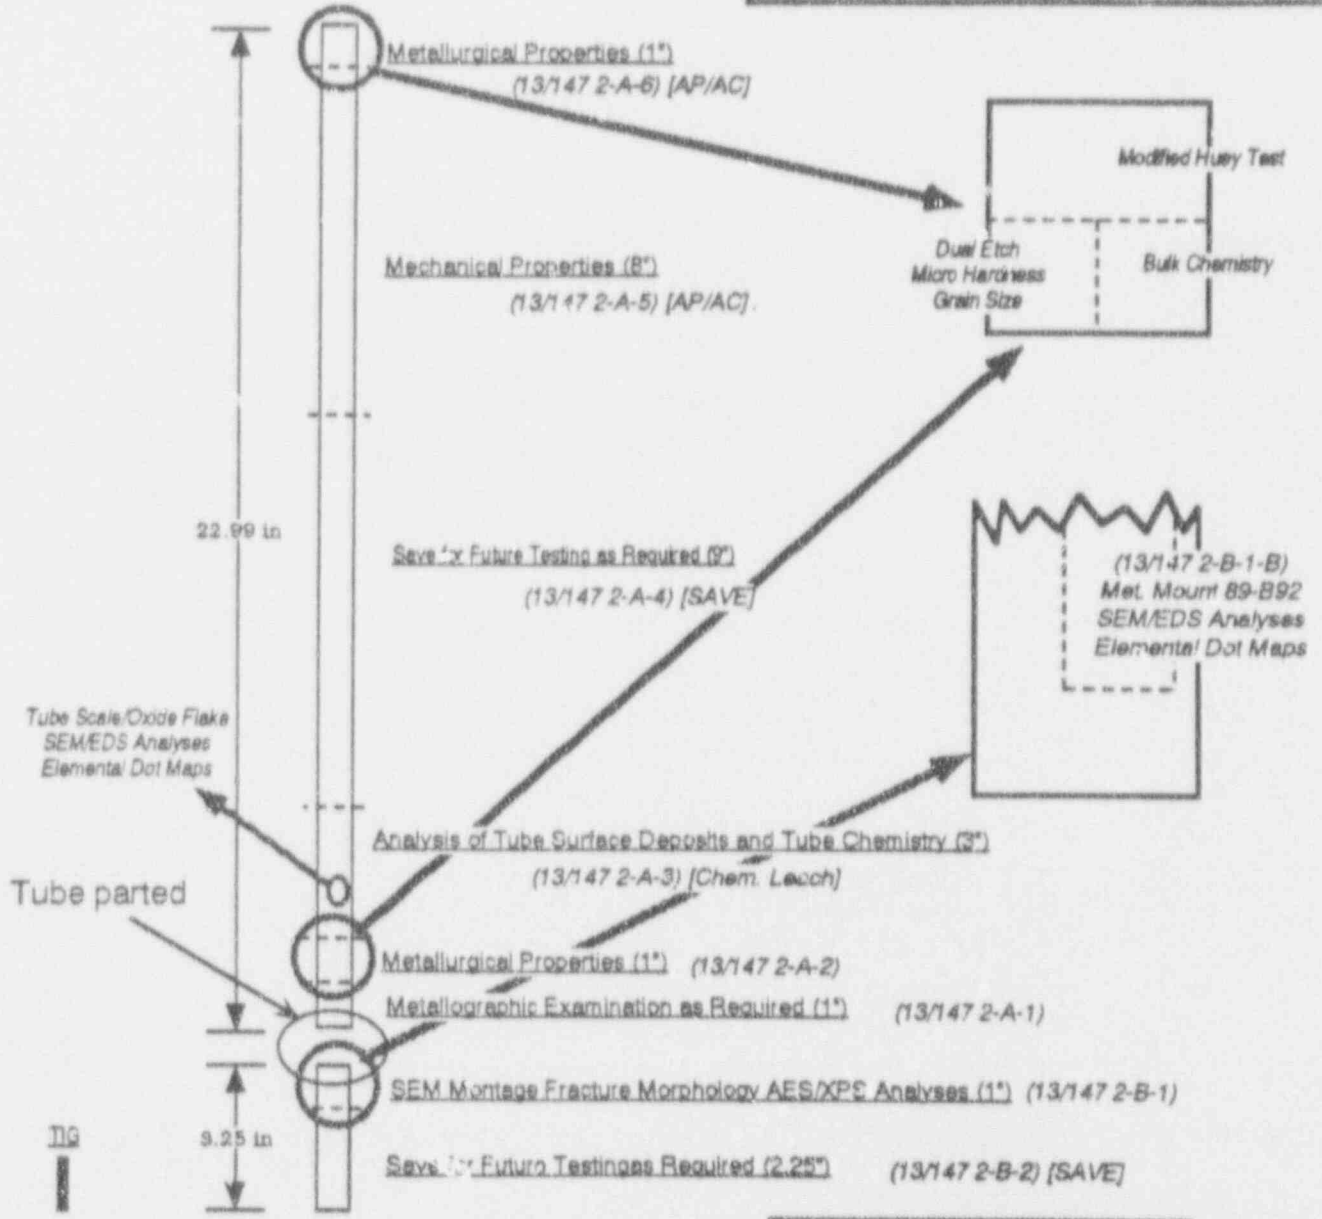 Metallurgical Properties (1")
(13/147 2-A-6) [AP/AC]
Modified Huey Test
Dual Etch
Micro Hardness
Grain Size
Bulk Chemistry
Mechanical Properties (8")
(13/147 2-A-5) [AP/AC]
22.99 in
Save for Future Testing as Required (9")
(13/147 2-A-4) [SAVE]
(13/147 2-B-1-B)
Met. Mount 89-B92
SEM/EDS Analyses
Elemental Dot Maps
Tube Scale/Oxide Flake
SEM/EDS Analyses
Elemental Dot Maps
Analysis of Tube Surface Deposits and Tube Chemistry (3")
(13/147 2-A-3) [Chem. Leach]
Tube parted
Metallurgical Properties (1") (13/147 2-A-2)
Metallographic Examination as Required (1") (13/147 2-A-1)
SEM Montage Fracture Morphology AES/XPS Analyses (1") (13/147 2-B-1)
TIG
in
Save for Future Testingas Required (2.25") (13/147 2-B-2) [SAVE]